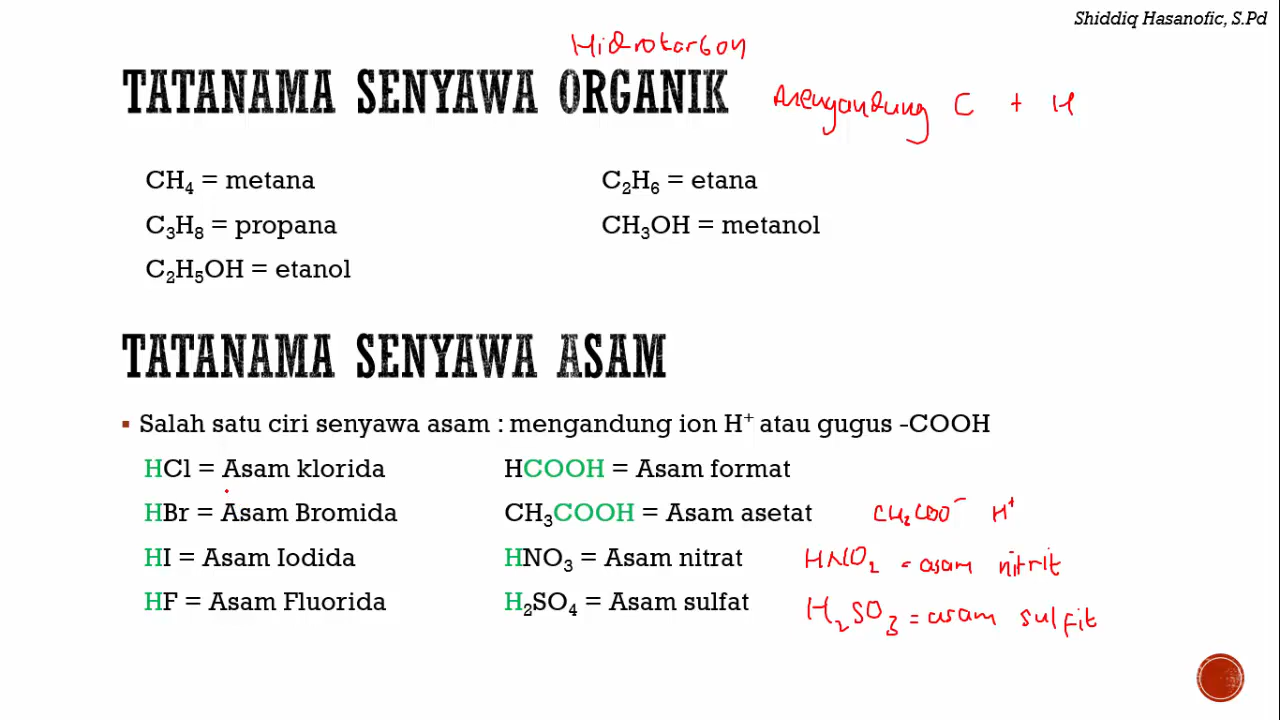 Shiddiq Hasanofic, S.Pd
Hidrokarbon
TATANAMA SENYAWA ORGANIK mengandung C + H
CH₄ = metana C₂H₆ = etana
C₃H₈ = propana CH₃OH = metanol
C₂H₅OH = etanol
TATANAMA SENYAWA ASAM
▪ Salah satu ciri senyawa asam : mengandung ion H⁺ atau gugus -COOH
HCl = Asam klorida HCOOH = Asam format
HBr = Asam Bromida CH₃COOH = Asam asetat CH₃COO⁻ H⁺
HI = Asam Iodida HNO₃ = Asam nitrat HNO₂ = asam nitrit
HF = Asam Fluorida H₂SO₄ = Asam sulfat H₂SO₃ = asam sulfit